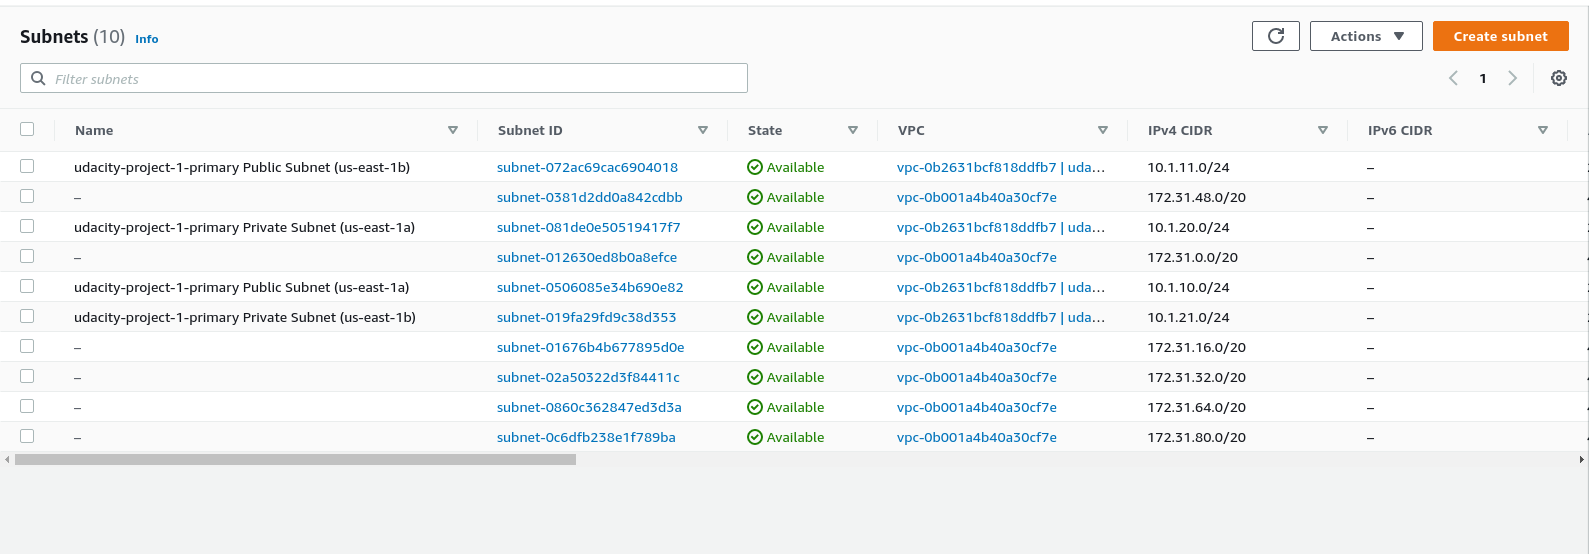 Subnets (10) Info
Actions
Create subnet
Filter subnets
1
Name Subnet ID State VPC IPv4 CIDR IPv6 CIDR
udacity-project-1-primary Public Subnet (us-east-1b) subnet-072ac69cac6904018 Available vpc-0b2631bcf818ddfb7 | uda... 10.1.11.0/24 –
– subnet-0381d2dd0a842cdbb Available vpc-0b001a4b40a30cf7e 172.31.48.0/20 –
udacity-project-1-primary Private Subnet (us-east-1a) subnet-081de0e50519417f7 Available vpc-0b2631bcf818ddfb7 | uda... 10.1.20.0/24 –
– subnet-012630ed8b0a8efce Available vpc-0b001a4b40a30cf7e 172.31.0.0/20 –
udacity-project-1-primary Public Subnet (us-east-1a) subnet-0506085e34b690e82 Available vpc-0b2631bcf818ddfb7 | uda... 10.1.10.0/24 –
udacity-project-1-primary Private Subnet (us-east-1b) subnet-019fa29fd9c38d353 Available vpc-0b2631bcf818ddfb7 | uda... 10.1.21.0/24 –
– subnet-01676b4b677895d0e Available vpc-0b001a4b40a30cf7e 172.31.16.0/20 –
– subnet-02a50322d3f84411c Available vpc-0b001a4b40a30cf7e 172.31.32.0/20 –
– subnet-0860c362847ed3d3a Available vpc-0b001a4b40a30cf7e 172.31.64.0/20 –
– subnet-0c6dfb238e1f789ba Available vpc-0b001a4b40a30cf7e 172.31.80.0/20 –